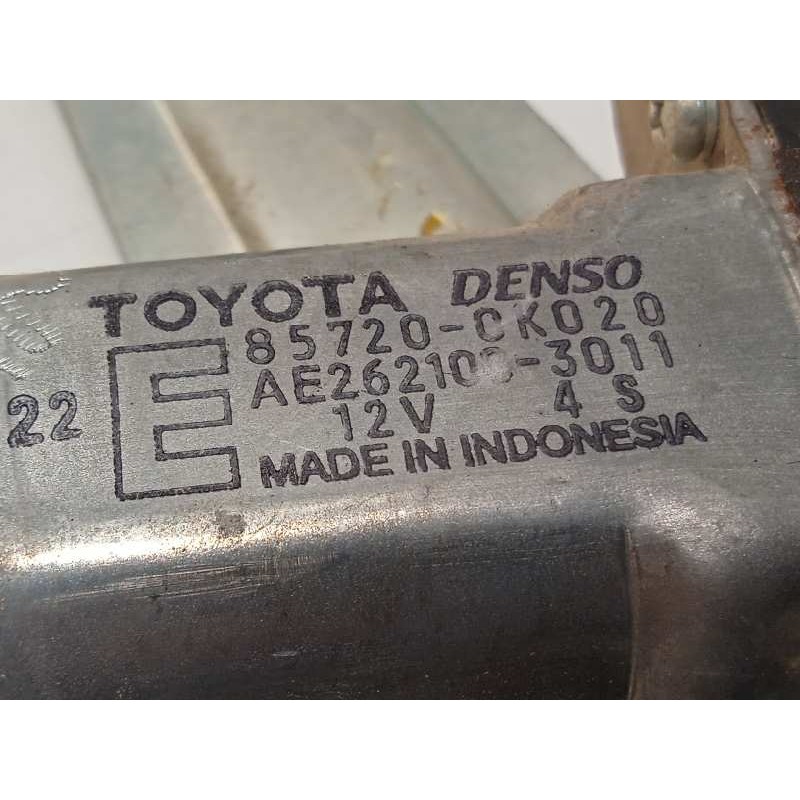 TOYOTA DENSO
85720-0K020
AE262100-3011
12V 4 S
MADE IN INDONESIA
22
E